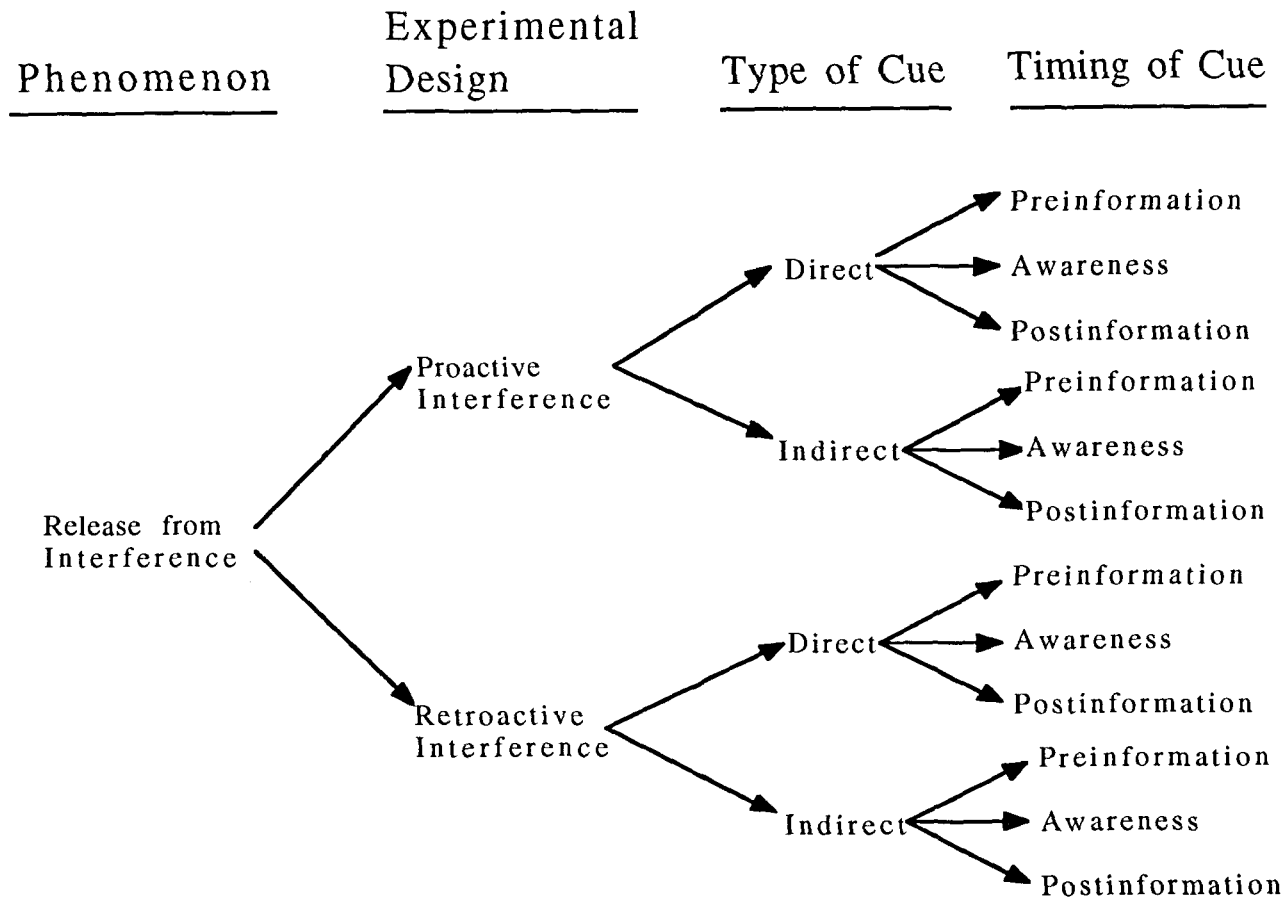 Phenomenon
Experimental
Design
Type of Cue
Timing of Cue
Preinformation
Direct
Awareness
Postinformation
Proactive
Interference
Preinformation
Indirect
Awareness
Postinformation
Release from
Interference
Preinformation
Direct
Awareness
Postinformation
Retroactive
Interference
Preinformation
Indirect
Awareness
Postinformation